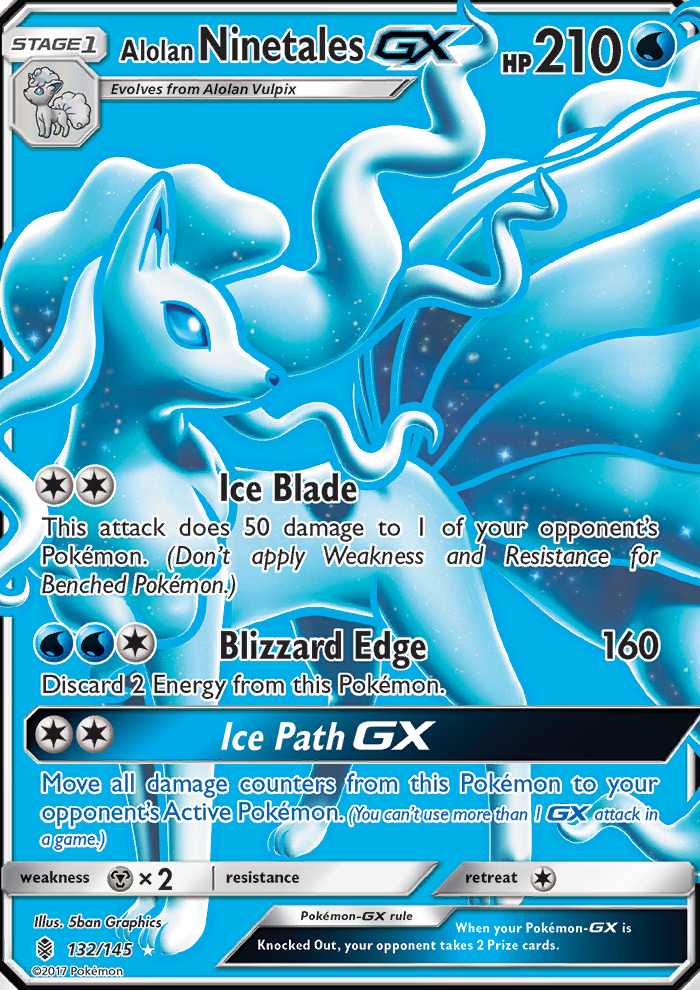 STAGE1 Alolan Ninetales GX HP210
Evolves from Alolan Vulpix
Ice Blade
This attack does 50 damage to 1 of your opponent's
Pokémon. (Don't apply Weakness and Resistance for
Benched Pokémon.)
Blizzard Edge 160
Discard 2 Energy from this Pokémon.
Ice Path GX
Move all damage counters from this Pokémon to your
opponent's Active Pokémon. (You can't use more than 1 GX attack in
a game.)
weakness ×2 resistance retreat
Illus. 5ban Graphics
132/145
©2017 Pokémon
Pokémon-GX rule
When your Pokémon-GX is
Knocked Out, your opponent takes 2 Prize cards.